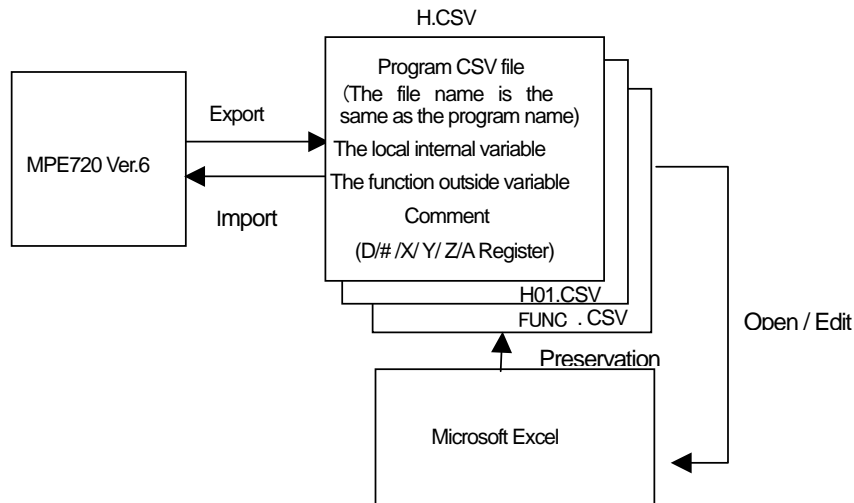 H.CSV
Program CSV file
(The file name is the
same as the program name)
The local internal variable
The function outside variable
Comment
(D/# /X/ Y/ Z/A Register)
H01.CSV
FUNC . CSV
Export
MPE720 Ver.6
Import
Open / Edit
Preservation
Microsoft Excel